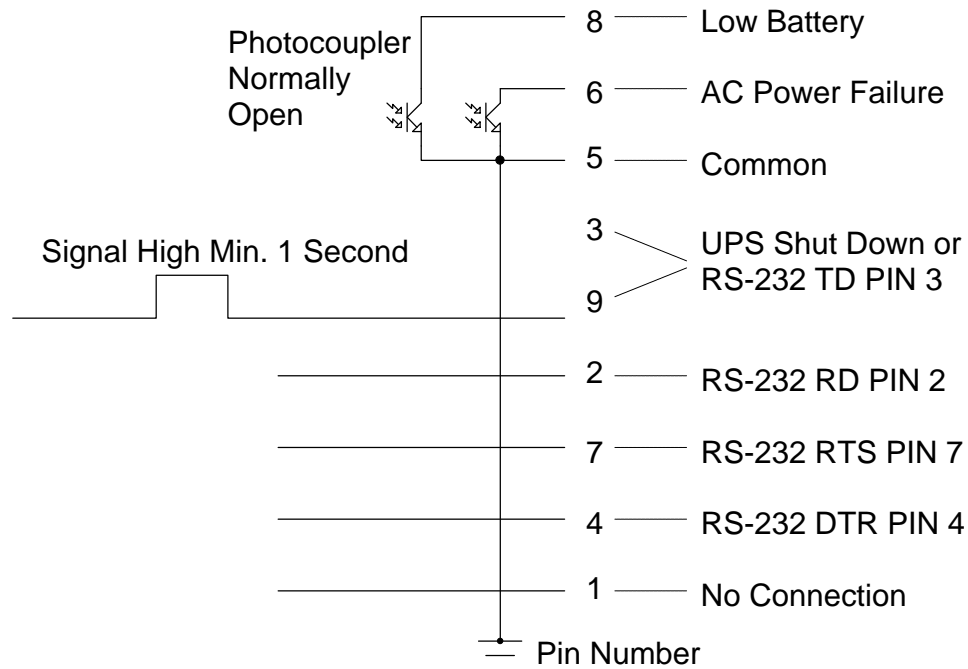 8 Low Battery
Photocoupler
Normally
Open
6 AC Power Failure
5 Common
3
UPS Shut Down or
RS-232 TD PIN 3
Signal High Min. 1 Second
9
2 RS-232 RD PIN 2
7 RS-232 RTS PIN 7
4 RS-232 DTR PIN 4
1 No Connection
Pin Number